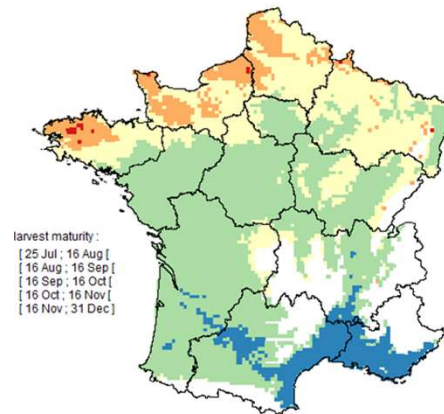 larvest maturity :
[ 25 Jul ; 16 Aug [
[ 16 Aug ; 16 Sep [
[ 16 Sep ; 16 Oct [
[ 16 Oct ; 16 Nov [
[ 16 Nov ; 31 Dec [